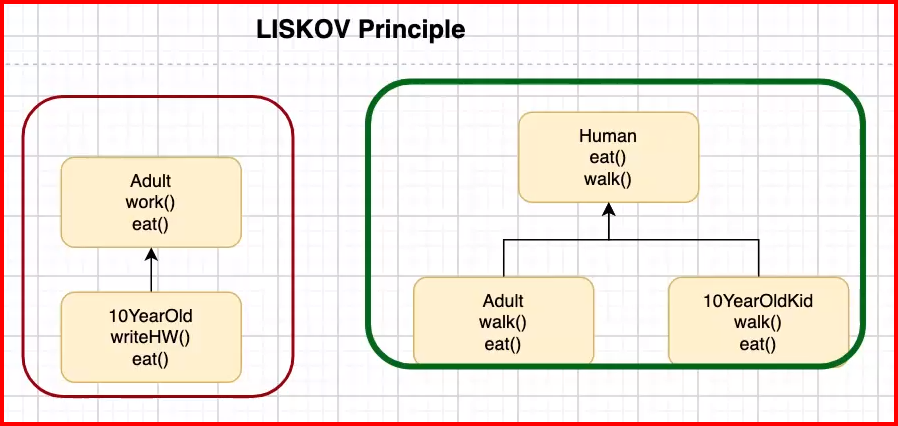 LISKOV Principle
Adult
work()
eat()
10YearOld
writeHW()
eat()
Human
eat()
walk()
Adult
walk()
eat()
10YearOldKid
walk()
eat()